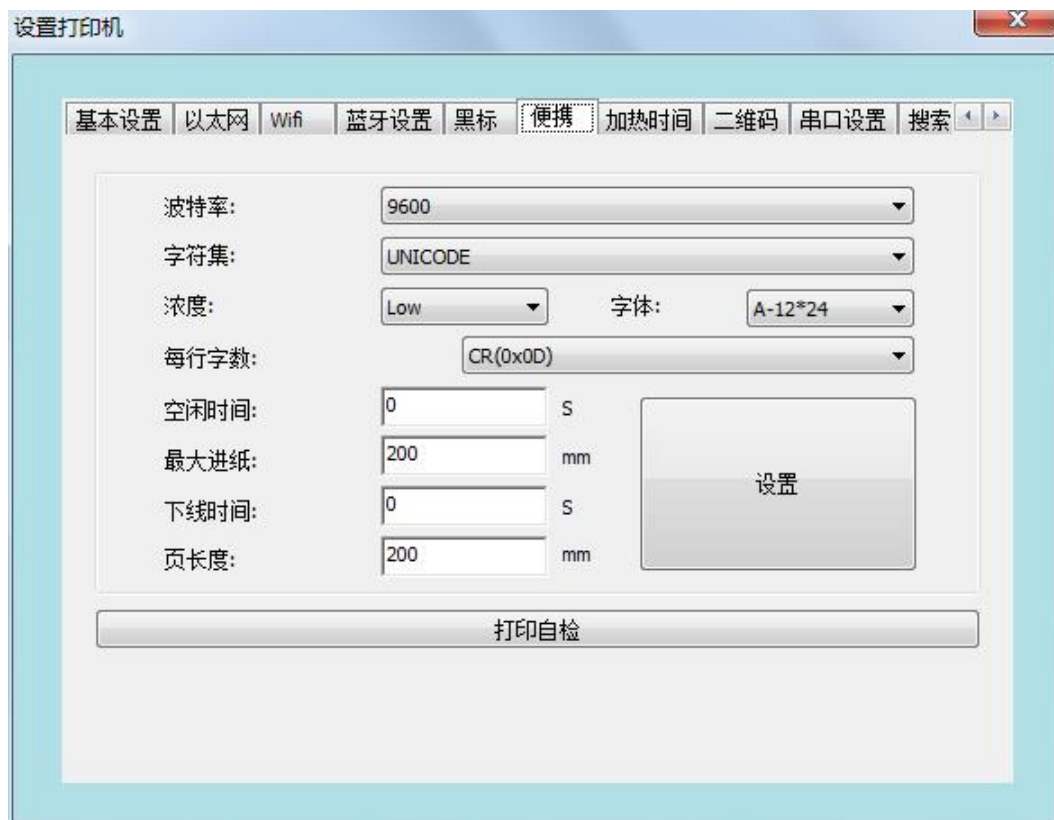 设置打印机
X
基本设置 以太网 Wifi 蓝牙设置 黑标 便携 加热时间 二维码 串口设置 搜索
波特率: 9600
字符集: UNICODE
浓度: Low 字体: A-12*24
每行字数: CR(0x0D)
空闲时间: 0 S
最大进纸: 200 mm
设置
下线时间: 0 S
页长度: 200 mm
打印自检